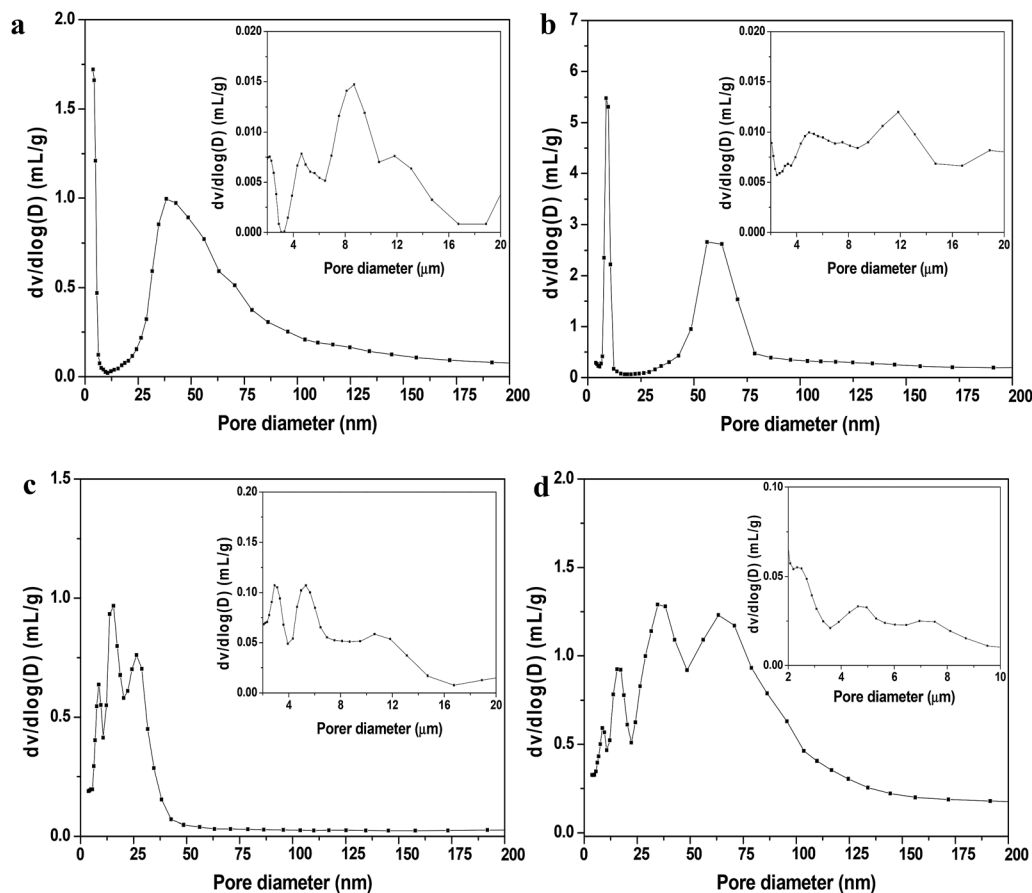 a
dv/dlog(D) (mL/g)
2.0
1.5
1.0
0.5
0.0
0 25 50 75 100 125 150 175 200
Pore diameter (nm)
dv/dlog(D) (mL/g)
0.020
0.015
0.010
0.005
0.000
4 8 12 16 20
Pore diameter (μm)
b
dv/dlog(D) (mL/g)
7
6
5
4
3
2
1
0
0 25 50 75 100 125 150 175 200
Pore diameter (nm)
dv/dlog(D) (mL/g)
0.020
0.015
0.010
0.005
0.000
4 8 12 16 20
Pore diameter (μm)
c
dv/dlog(D) (mL/g)
1.5
1.0
0.5
0.0
0 25 50 75 100 125 150 175 200
Pore diameter (nm)
dv/dlog(D) (mL/g)
0.20
0.15
0.10
0.05
0.00
4 8 12 16 20
Pore diameter (μm)
d
dv/dlog(D) (mL/g)
2.0
1.5
1.0
0.5
0.0
0 25 50 75 100 125 150 175 200
Pore diameter (nm)
dv/dlog(D) (mL/g)
0.10
0.05
0.00
2 4 6 8 10
Pore diameter (μm)